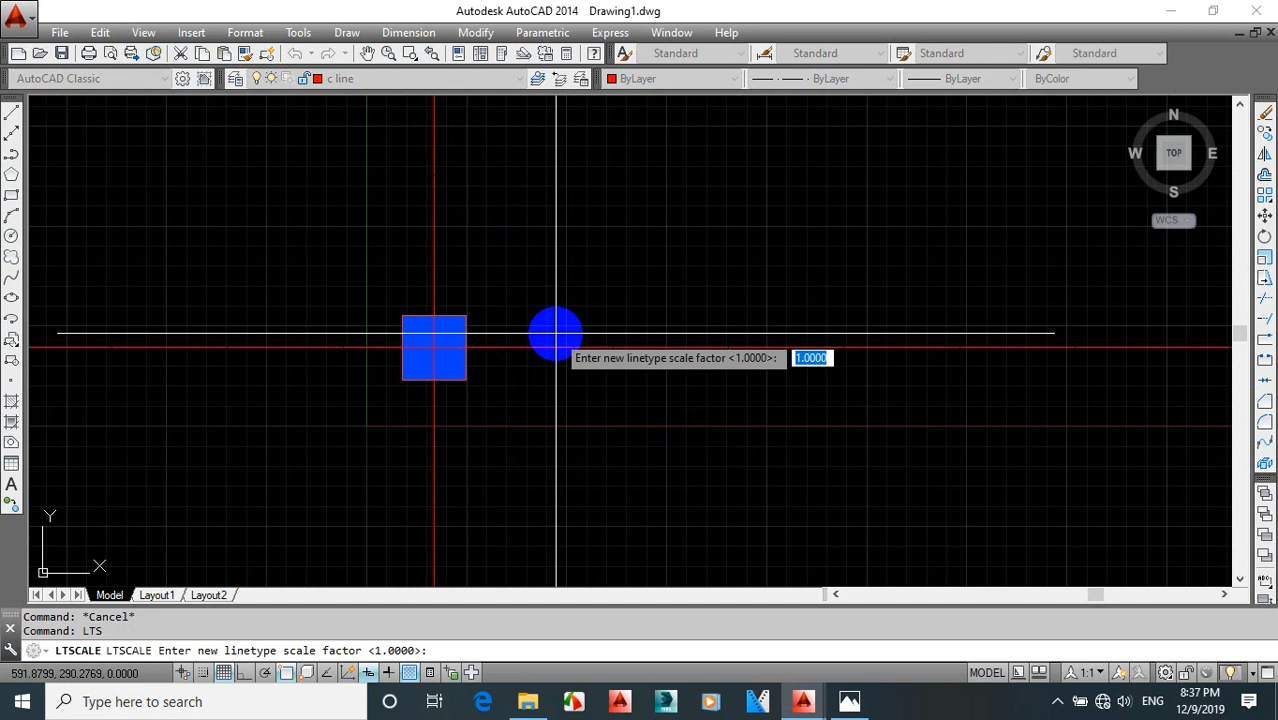 Autodesk AutoCAD 2014 Drawing1.dwg
File Edit View Insert Format Tools Draw Dimension Modify Parametric Express Window Help
Standard Standard Standard Standard
AutoCAD Classic c line ByLayer ByLayer ByLayer ByColor
N
W TOP E
S
WCS
Enter new linetype scale factor <1.0000>: 1.0000
Y
X
Model Layout1 Layout2
Command: *Cancel*
Command: LTS
LTSCALE LTSCALE Enter new linetype scale factor <1.0000>:
591.8799, 290.2769, 0.0000 MODEL 1:1
Type here to search ENG 8:37 PM
12/9/2019